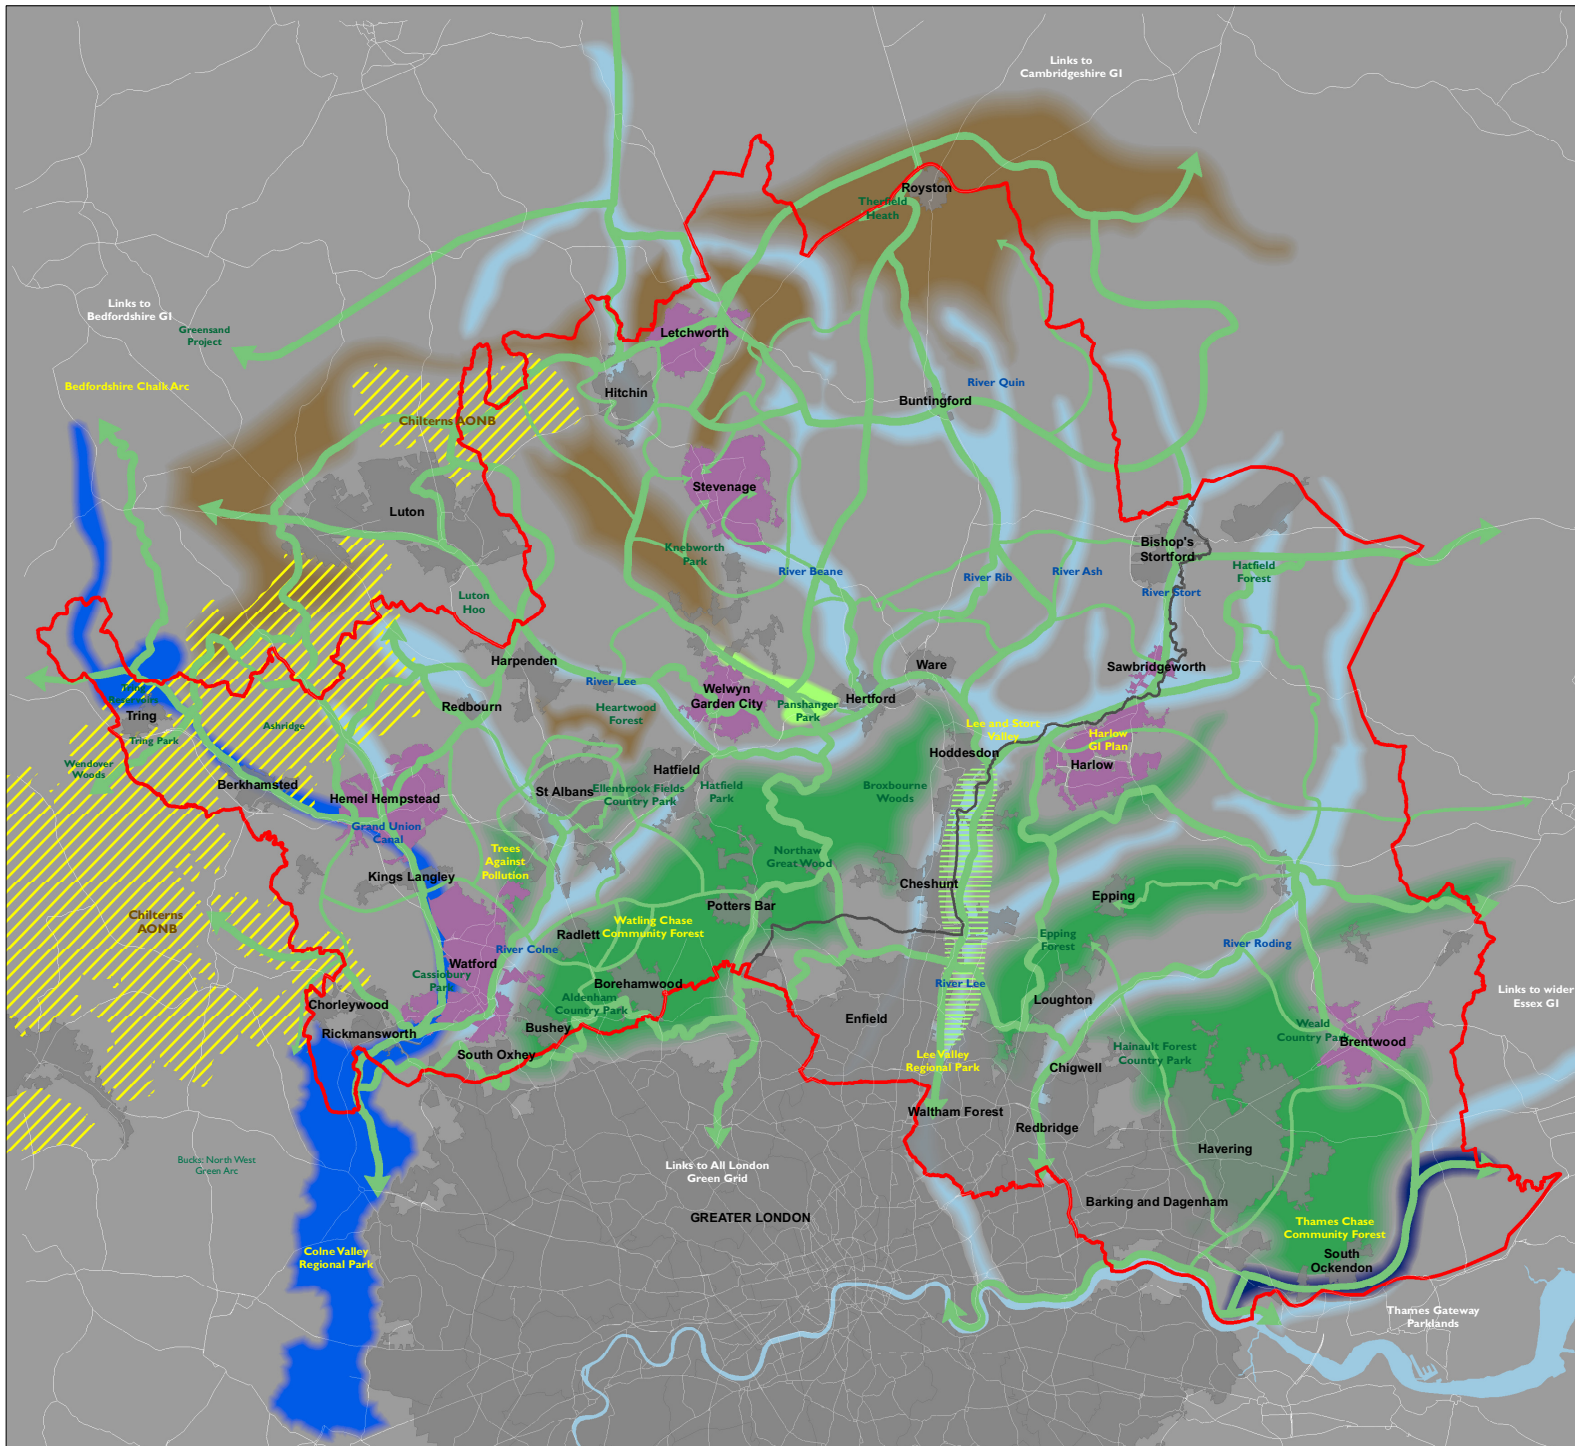 Links to
Cambridgeshire GI
Royston
Therfield
Heath
Links to
Bedfordshire GI
Greensand
Project
Letchworth
Bedfordshire Chalk Arc
River Quin
Hitchin
Buntingford
Chilterns AONB
Stevenage
Luton
Bishop's
Stortford
Knebworth
Park
River Beane
River Rib
River Ash
Hatfield
Forest
River Stort
Luton
Hoo
Harpenden
Ware
Sawbridgeworth
River Lee
Welwyn
Garden City
Hertford
Panshanger
Park
Redbourn
Heartwood
Forest
Tring
Tring Park
Ashridge
Lee and Stort
Valley
Harlow
GI Plan
Hoddesdon
Harlow
Wendover
Woods
Berkhamsted
Hemel Hempstead
St Albans
Hatfield
Ellenbrook Fields
Country Park
Hatfield
Park
Broxbourne
Woods
Grand Union
Canal
Trees
Against
Pollution
Northaw
Great Wood
Kings Langley
Cheshunt
Epping
Potters Bar
Chilterns
AONB
Watling Chase
Community Forest
Radlett
Epping
Forest
River Roding
River Colne
Watford
Cassiobury
Park
Borehamwood
River Lee
Links to wider
Essex GI
Chorleywood
Aldenham
Country Park
Loughton
Rickmansworth
Bushey
Enfield
Weald
Country Park
Brentwood
South Oxhey
Lee Valley
Regional Park
Hainault Forest
Country Park
Chigwell
Waltham Forest
Redbridge
Havering
Bucks: North West
Green Arc
Links to All London
Green Grid
Barking and Dagenham
GREATER LONDON
Thames Chase
Community Forest
Colne Valley
Regional Park
South
Ockendon
Thames Gateway
Parklands